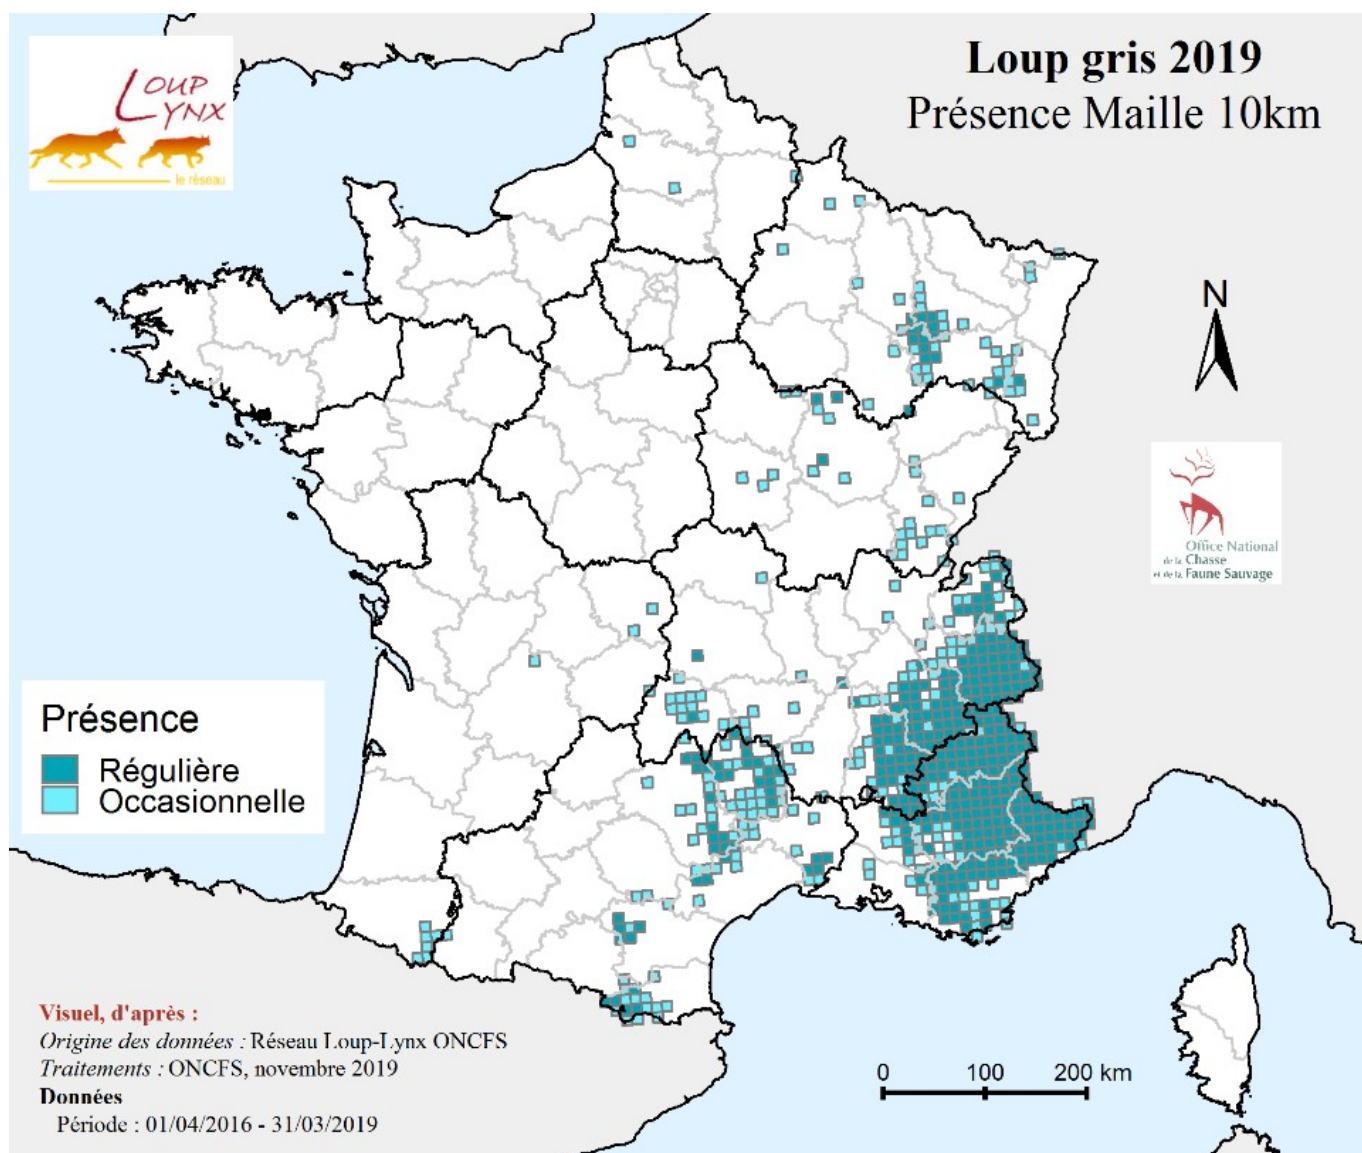 LOUP
LYNX
le réseau
Loup gris 2019
Présence Maille 10km
N
Office National
de la Chasse
et de la Faune Sauvage
Présence
Régulière
Occasionnelle
Visuel, d'après :
Origine des données : Réseau Loup-Lynx ONCFS
Traitements : ONCFS, novembre 2019
Données
Période : 01/04/2016 - 31/03/2019
0 100 200 km